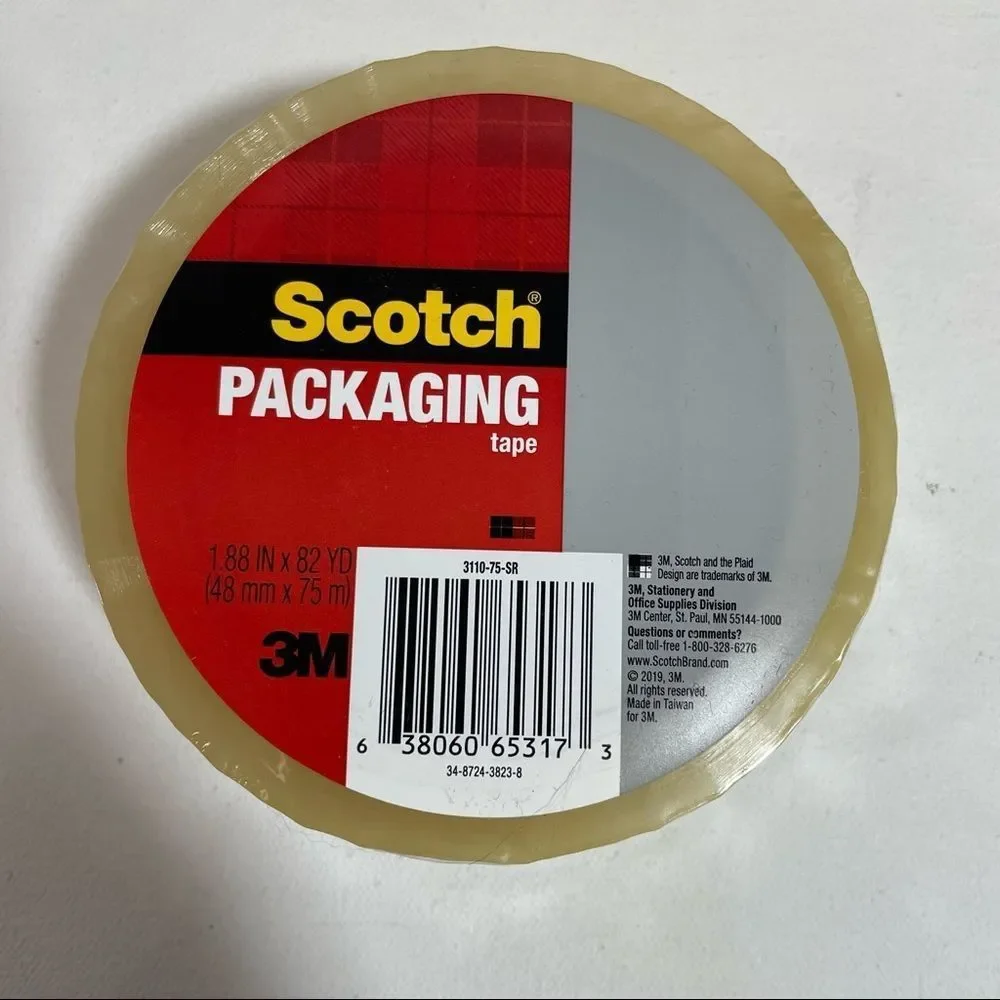 Scotch®
PACKAGING
tape
1.88 IN x 82 YD
(48 mm x 75 m)
3M
3110-75-SR
6 38060 65317 3
34-8724-3823-8
3M, Scotch and the Plaid
Design are trademarks of 3M.
3M, Stationery and
Office Supplies Division
3M Center, St. Paul, MN 55144-1000
Questions or comments?
Call toll-free 1-800-328-6276
www.ScotchBrand.com
© 2019, 3M.
All rights reserved.
Made in Taiwan
for 3M.